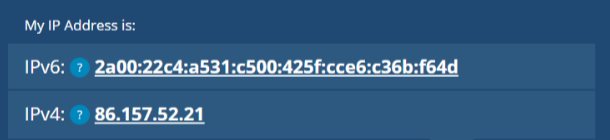 My IP Address is:
IPv6: ? 2a00:22c4:a531:c500:425f:cce6:c36b:f64d
IPv4: ? 86.157.52.21